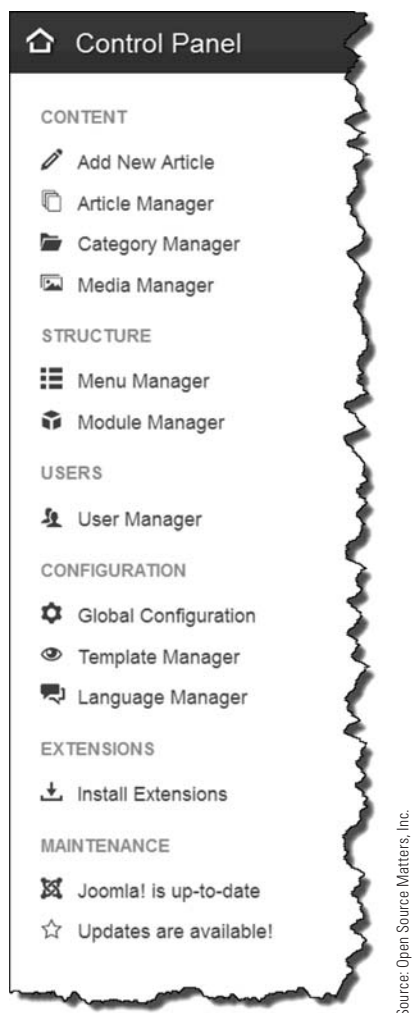 Control Panel
CONTENT
Add New Article
Article Manager
Category Manager
Media Manager
STRUCTURE
Menu Manager
Module Manager
USERS
User Manager
CONFIGURATION
Global Configuration
Template Manager
Language Manager
EXTENSIONS
Install Extensions
MAINTENANCE
Joomla! is up-to-date
Updates are available!
Source: Open Source Matters, Inc.